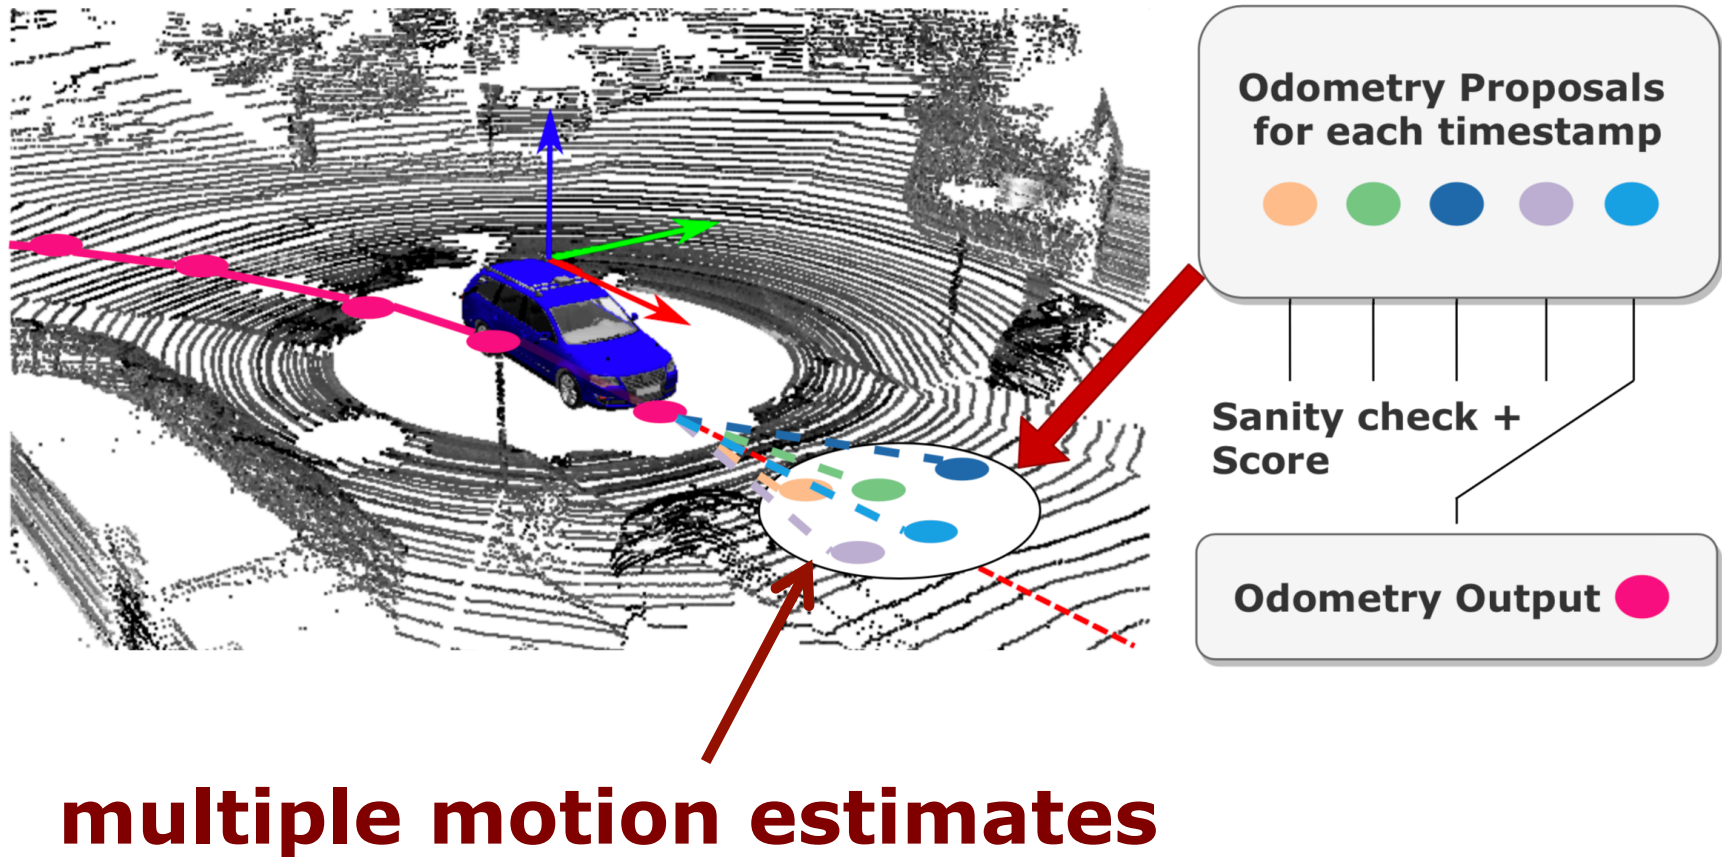 Odometry Proposals
for each timestamp
Sanity check +
Score
Odometry Output
multiple motion estimates